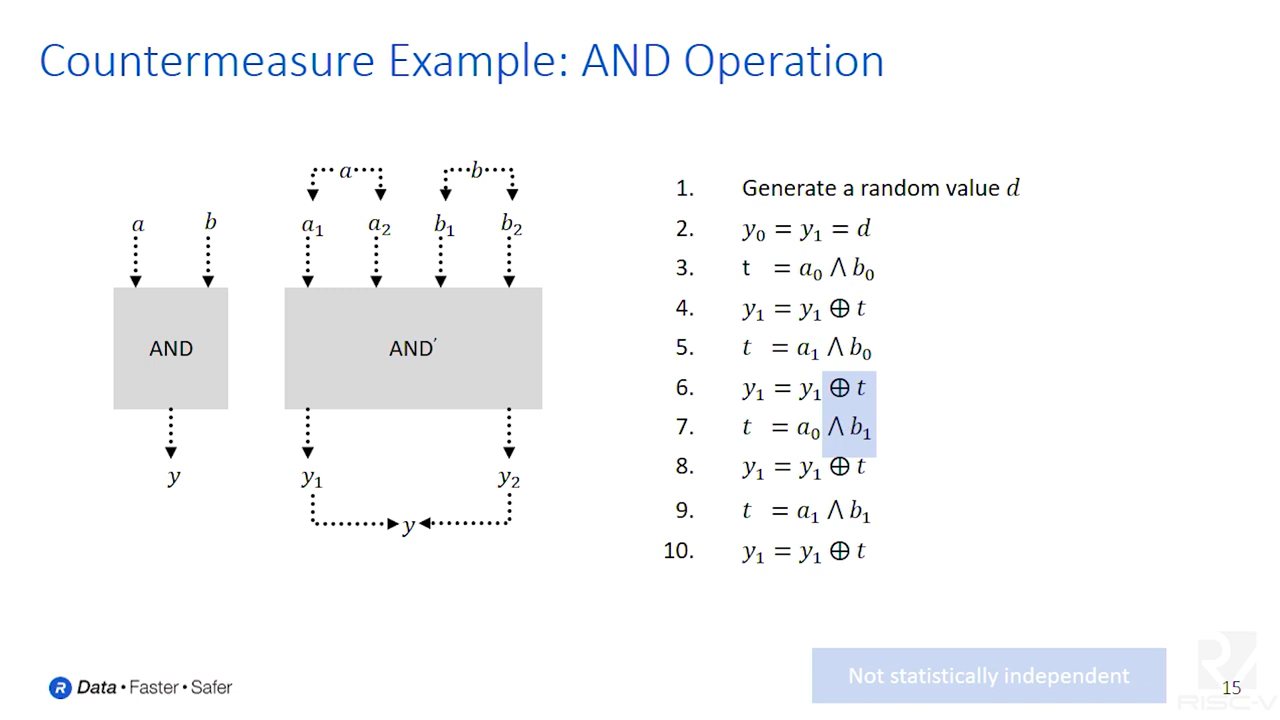 Countermeasure Example: AND Operation
a b
a b
a₁ a₂ b₁ b₂
AND
AND′
y
y₁ y₂
y
1. Generate a random value d
2. y₀ = y₁ = d
3. t = a₀ ⋀ b₀
4. y₁ = y₁ ⊕ t
5. t = a₁ ⋀ b₀
6. y₁ = y₁ ⊕ t
7. t = a₀ ⋀ b₁
8. y₁ = y₁ ⊕ t
9. t = a₁ ⋀ b₁
10. y₁ = y₁ ⊕ t
R Data • Faster • Safer
Not statistically independent
15
RISC-V